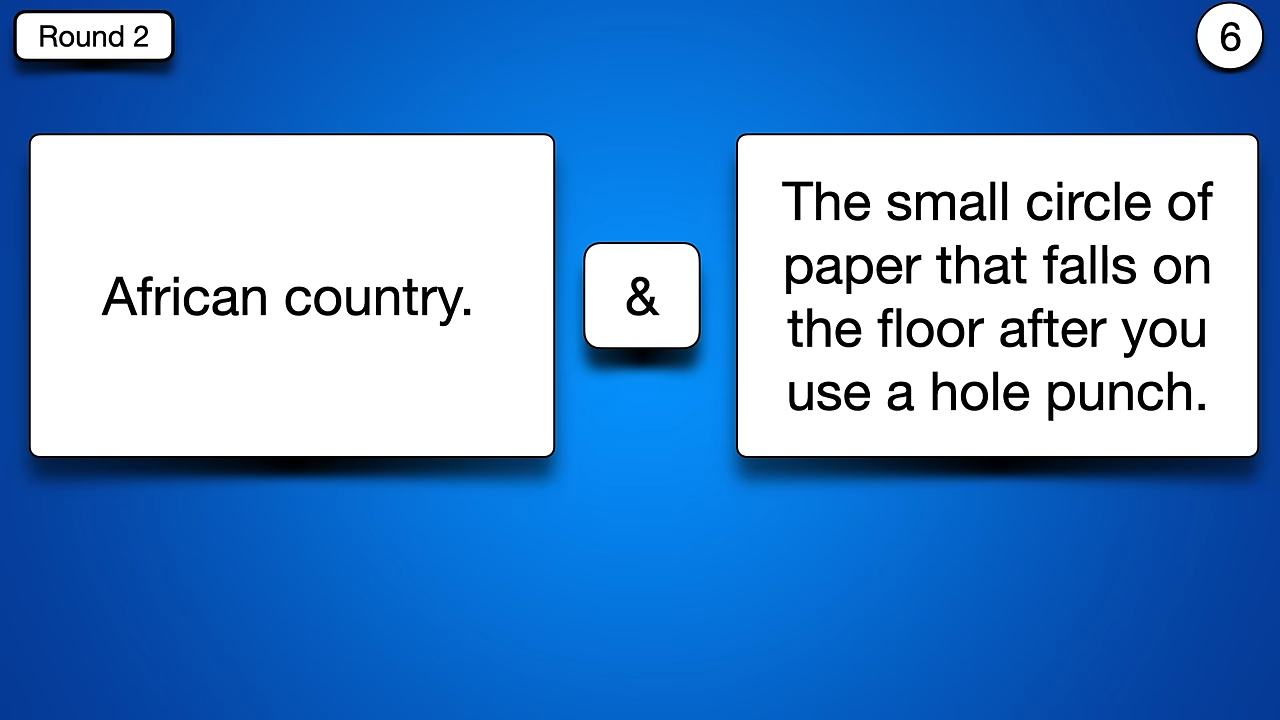 Round 2
6
African country.
&
The small circle of
paper that falls on
the floor after you
use a hole punch.